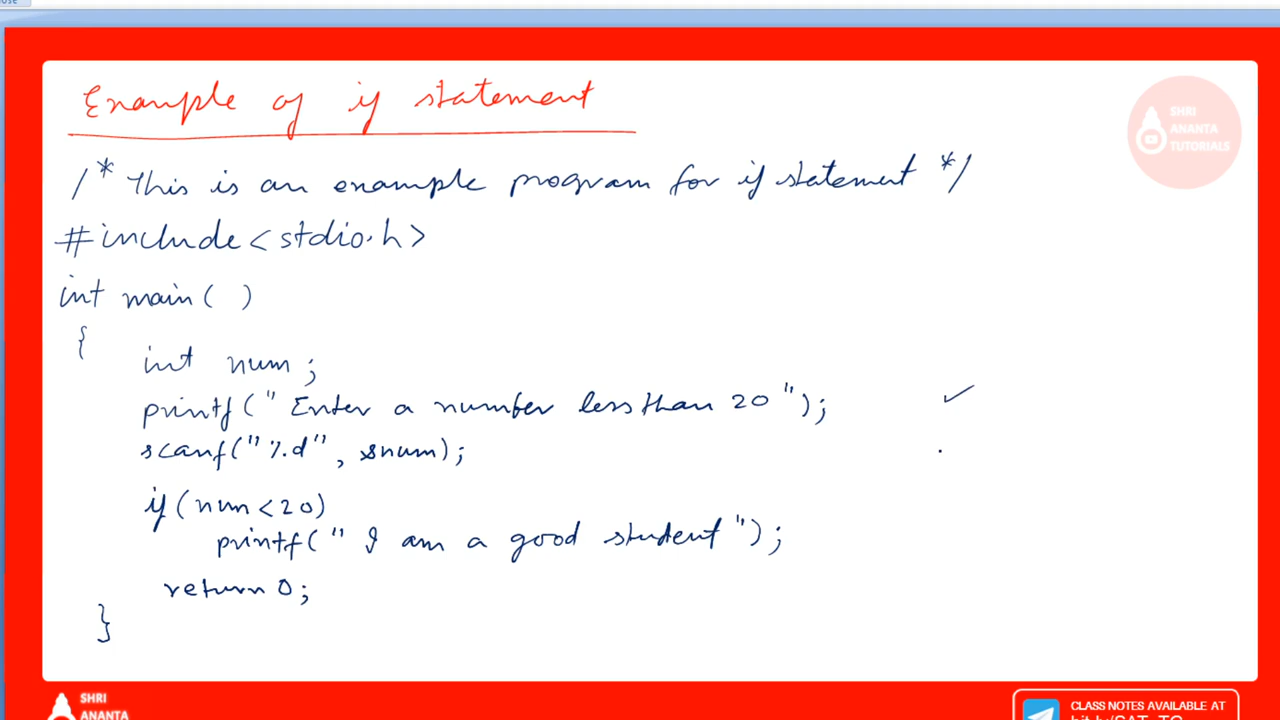 Example of if statement
SHRI
ANANTA
TUTORIALS
/* This is an example program for if statement */
#include<stdio.h>
int main( )
{
int num;
printf(" Enter a number less than 20 ");
scanf("%d", &num);
if(num<20)
printf(" I am a good student ");
return 0;
}
SHRI
ANANTA
CLASS NOTES AVAILABLE AT